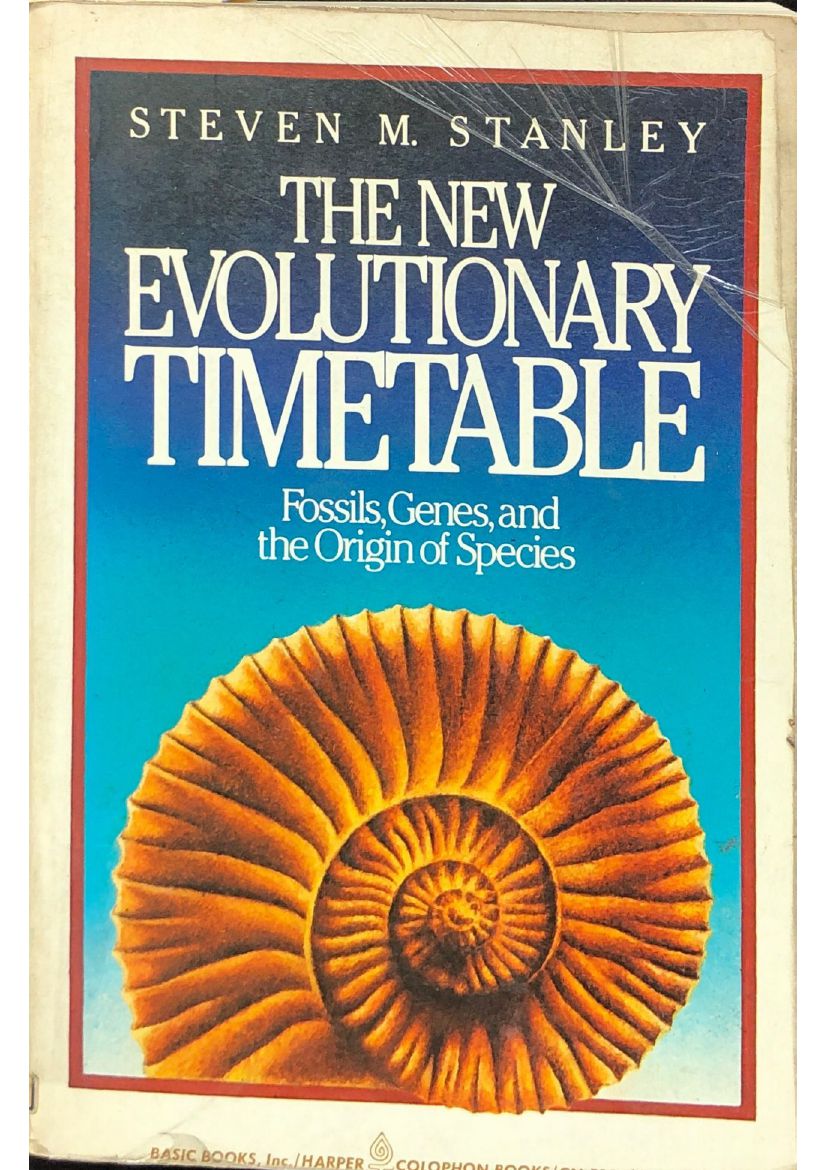 STEVEN M. STANLEY
THE NEW
EVOLUTIONARY
TIMETABLE
Fossils, Genes, and
the Origin of Species
BASIC BOOKS, Inc./HARPER COLOPHON BOOKS